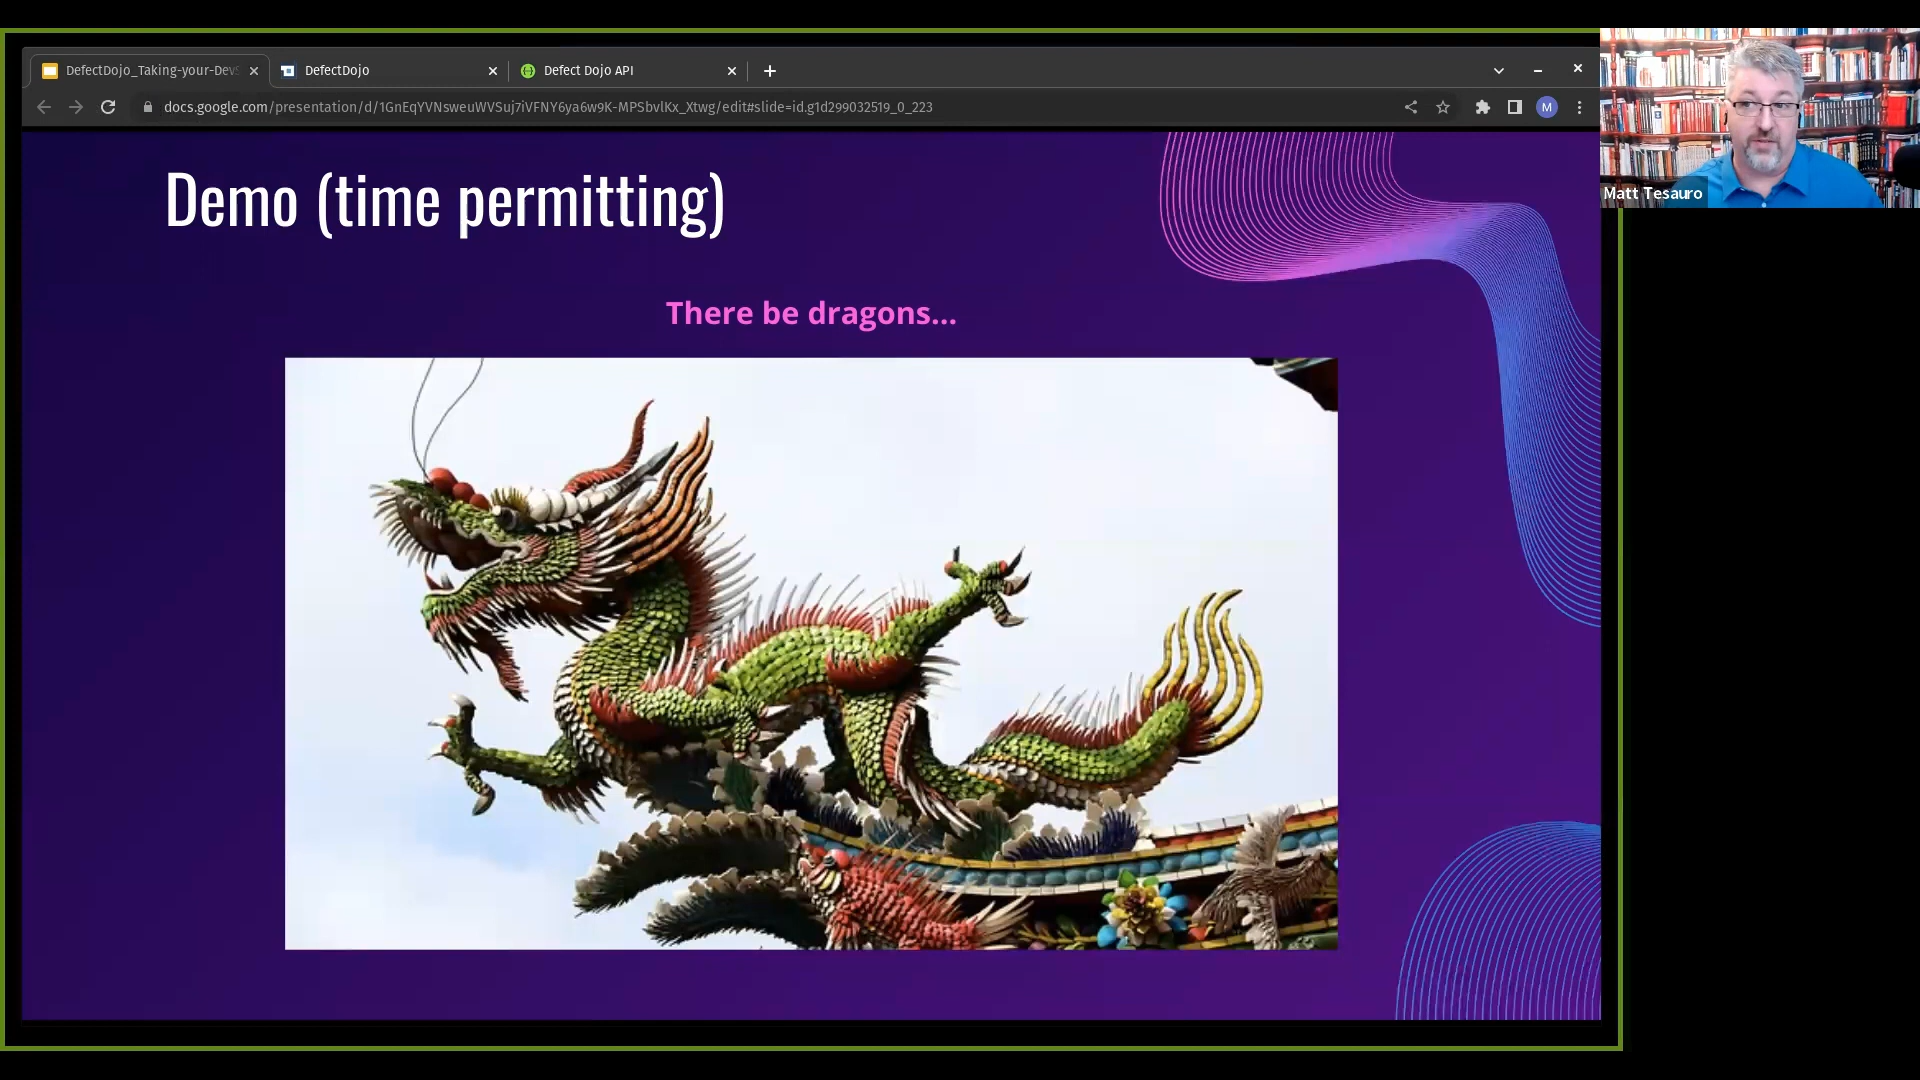 DefectDojo_Taking-your-DevS
DefectDojo
Defect Dojo API
docs.google.com/presentation/d/1GnEqYVNsweuWVSuj7iVFNY6ya6w9K-MPSbvlKx_Xtwg/edit#slide=id.g1d299032519_0_223
M
Matt Tesauro
Demo (time permitting)
There be dragons...